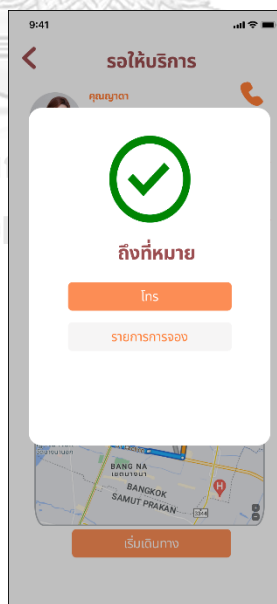 9:41
รอให้บริการ
คุณญาดา
ถึงที่หมาย
โทร
รายการการจอง
BANG NA
BANGKOK
SAMUT PRAKAN
H
3344
เริ่มเดินทาง